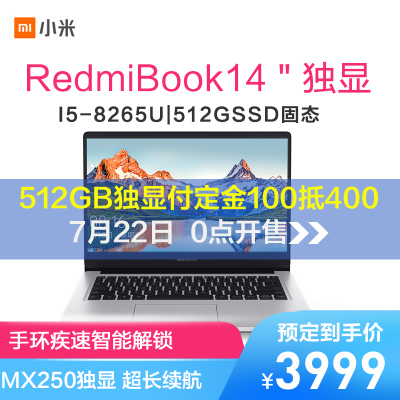 小米
RedmiBook14 " 独显
I5-8265U|512GSSD固态
512GB独显付定金100抵400
7月22日 0点开售
RedmiBook
手环疾速智能解锁
预定到手价
MX250独显 超长续航
¥3999